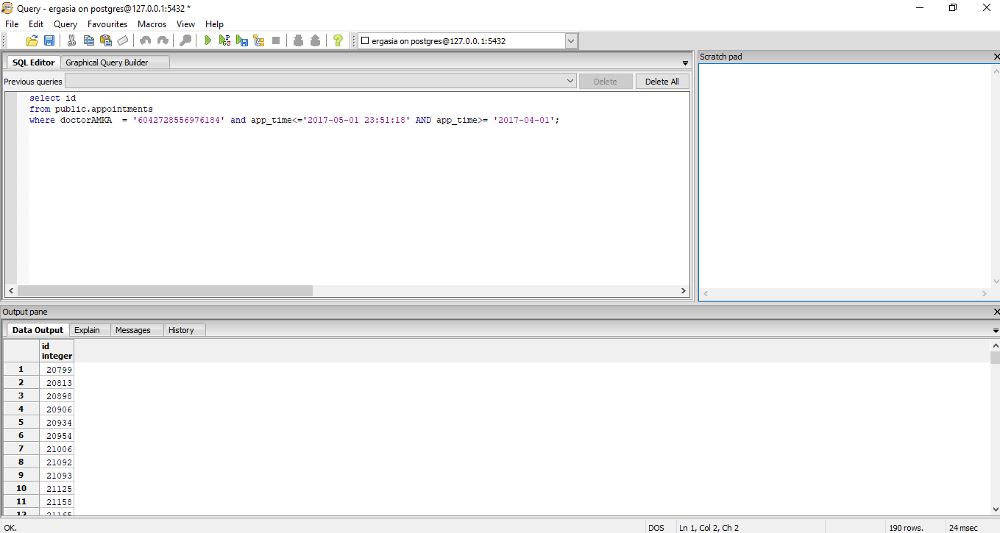 Query - ergasia on postgres@127.0.0.1:5432 *
File Edit Query Favourites Macros View Help
ergasia on postgres@127.0.0.1:5432
SQL Editor Graphical Query Builder
Previous queries Delete Delete All
select id
from public.appointments
where doctorAMKA  = '6042728556976184' and app_time<='2017-05-01 23:51:18' AND app_time>= '2017-04-01';
Scratch pad
Output pane
Data Output Explain Messages History
id
integer
1 20799
2 20813
3 20898
4 20906
5 20934
6 20954
7 21006
8 21092
9 21093
10 21125
11 21158
12 21165
OK. DOS Ln 1, Col 2, Ch 2 190 rows. 24 msec